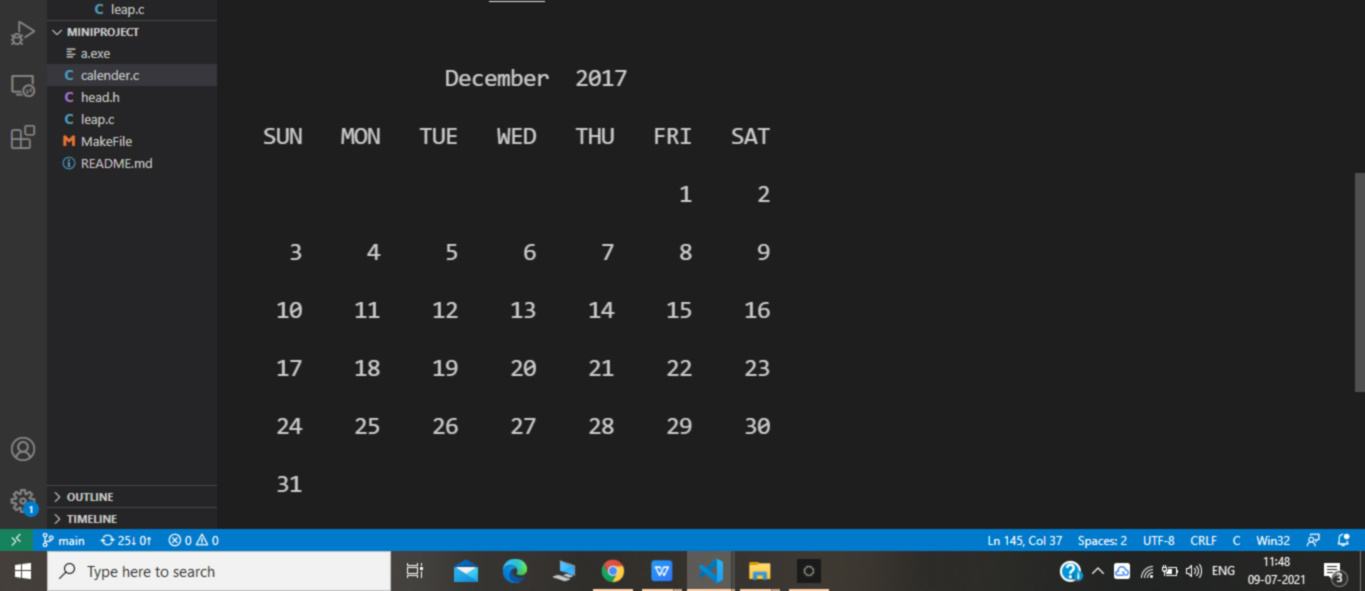 leap.c
MINIPROJECT
a.exe
calender.c
head.h
leap.c
MakeFile
README.md
OUTLINE
TIMELINE
December 2017
SUN MON TUE WED THU FRI SAT
1 2
3 4 5 6 7 8 9
10 11 12 13 14 15 16
17 18 19 20 21 22 23
24 25 26 27 28 29 30
31
1
main 25↓ 0↑ 0 0 Ln 145, Col 37 Spaces: 2 UTF-8 CRLF C Win32
Type here to search
ENG
11:48
09-07-2021
3